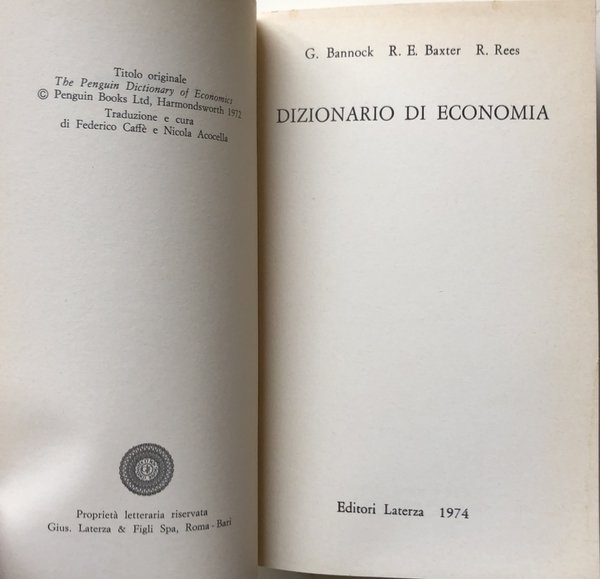 Titolo originale
The Penguin Dictionary of Economics
© Penguin Books Ltd, Harmondsworth 1972
Traduzione e cura
di Federico Caffè e Nicola Acocella
Proprietà letteraria riservata
Gius. Laterza & Figli Spa, Roma-Bari
G. Bannock R. E. Baxter R. Rees
DIZIONARIO DI ECONOMIA
Editori Laterza 1974